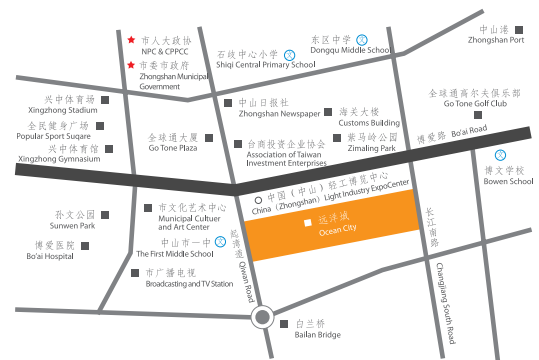 市人大政协
NPC & CPPCC
市委市政府
Zhongshan Municipal
Government
石岐中心小学 文
Shiqi Central Primary School
东区中学 文
Dongqu Middle School
中山港
Zhongshan Port
兴中体育场
Xingzhong Stadium
全民健身广场
Popular Sport Suqare
兴中体育馆
Xingzhong Gymnasium
全球通大厦
Go Tone Plaza
中山日报社
Zhongshan Newspaper
海关大楼
Customs Building
台商投资企业协会
Association of Taiwan
Investment Enterprises
紫马岭公园
Zimaling Park
全球通高尔夫俱乐部
Go Tone Golf Club
博爱路 Bo'ai Road
文
博文学校
Bowen School
中国（中山）轻工博览中心
China (Zhongshan) Light Industry ExpoCenter
远洋城
Ocean City
孙文公园
Sunwen Park
博爱医院
Bo'ai Hospital
市文化艺术中心
Municipal Cultuer
and Art Center
中山市一中 文
The First Middle School
市广播电视
Broadcasting and TV Station
Qiwan Road
长江南路
Changjiang South Road
白兰桥
Bailan Bridge